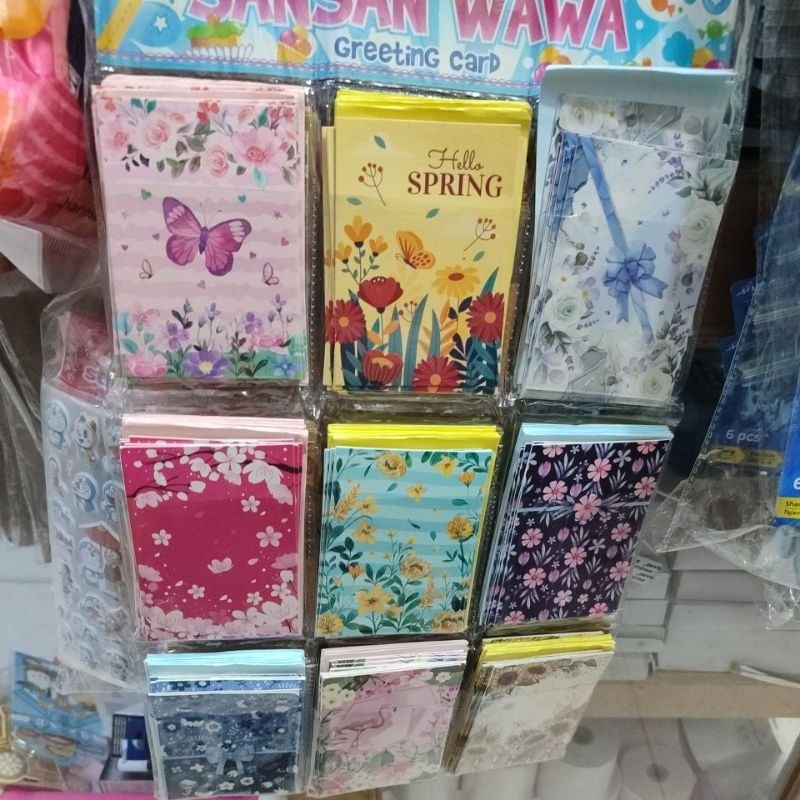 SANSAN WAWA
Greeting Card
Hello
SPRING
6 pcs